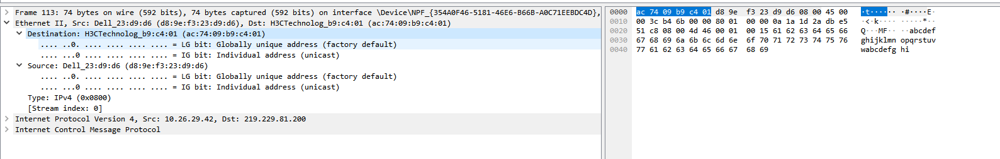 Frame 113: 74 bytes on wire (592 bits), 74 bytes captured (592 bits) on interface \Device\NPF_{354A0F46-5181-46E6-B66B-A0C71EEBDC4D},
Ethernet II, Src: Dell_23:d9:d6 (d8:9e:f3:23:d9:d6), Dst: H3CTechnolog_b9:c4:01 (ac:74:09:b9:c4:01)
Destination: H3CTechnolog_b9:c4:01 (ac:74:09:b9:c4:01)
.... ..0. .... .... .... .... = LG bit: Globally unique address (factory default)
.... ...0 .... .... .... .... = IG bit: Individual address (unicast)
Source: Dell_23:d9:d6 (d8:9e:f3:23:d9:d6)
.... ..0. .... .... .... .... = LG bit: Globally unique address (factory default)
.... ...0 .... .... .... .... = IG bit: Individual address (unicast)
Type: IPv4 (0x0800)
[Stream index: 0]
Internet Protocol Version 4, Src: 10.26.29.42, Dst: 219.229.81.200
Internet Control Message Protocol
0000 ac 74 09 b9 c4 01 d8 9e f3 23 d9 d6 08 00 45 00 ·t······ ·#····E·
0010 00 3c b4 6b 00 00 80 01 00 00 0a 1a 1d 2a db e5 ·<·k···· ·····*··
0020 51 c8 08 00 4d 46 00 01 00 15 61 62 63 64 65 66 Q···MF·· ··abcdef
0030 67 68 69 6a 6b 6c 6d 6e 6f 70 71 72 73 74 75 76 ghijklmn opqrstuv
0040 77 61 62 63 64 65 66 67 68 69 wabcdefg hi